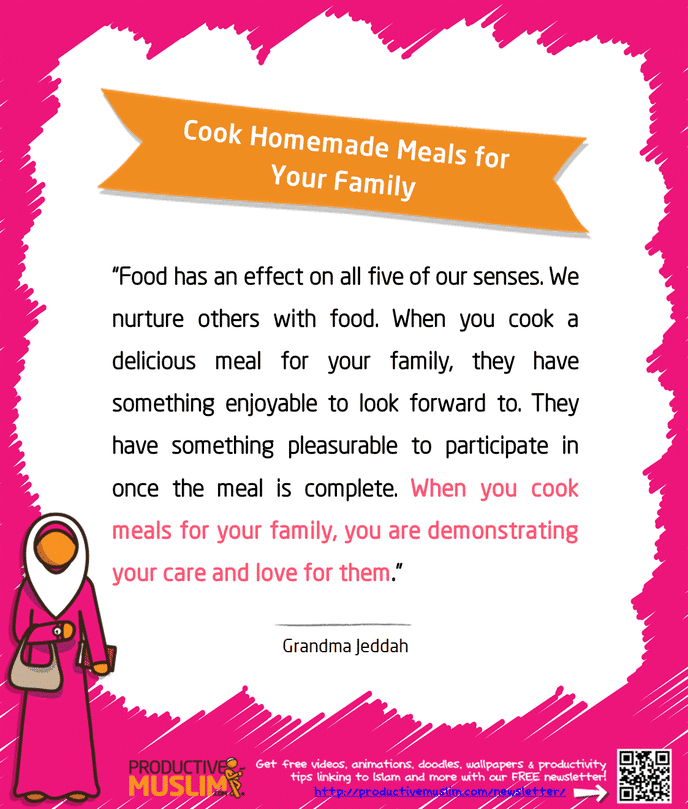 Cook Homemade Meals for
Your Family
"Food has an effect on all five of our senses. We
nurture others with food. When you cook a
delicious meal for your family, they have
something enjoyable to look forward to. They
have something pleasurable to participate in
once the meal is complete. When you cook
meals for your family, you are demonstrating
your care and love for them."
Grandma Jeddah
PRODUCTIVE
MUSLIM.COM
Get free videos, animations, doodles, wallpapers & productivity
tips linking to Islam and more with our FREE newsletter!
http://productivemuslim.com/newsletter/